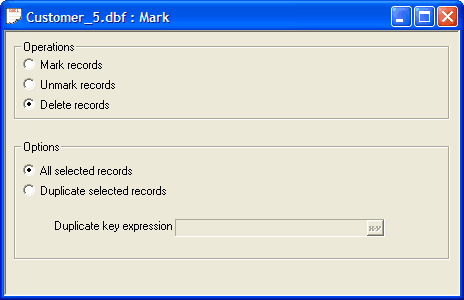 Customer_5.dbf : Mark
Operations
Mark records
Unmark records
Delete records
Options
All selected records
Duplicate selected records
Duplicate key expression